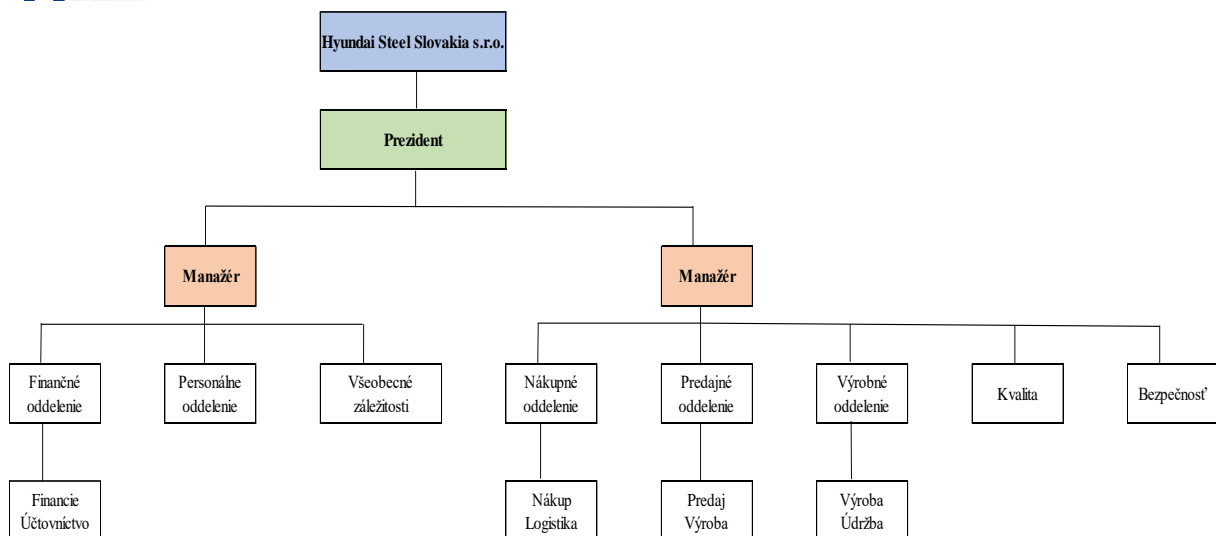 Hyundai Steel Slovakia s.r.o.
Prezident
Manažér
Manažér
Finančné
oddelenie
Personálne
oddelenie
Všeobecné
záležitosti
Nákupné
oddelenie
Predajné
oddelenie
Výrobné
oddelenie
Kvalita
Bezpečnosť
Financie
Účtovníctvo
Nákup
Logistika
Predaj
Výroba
Výroba
Údržba